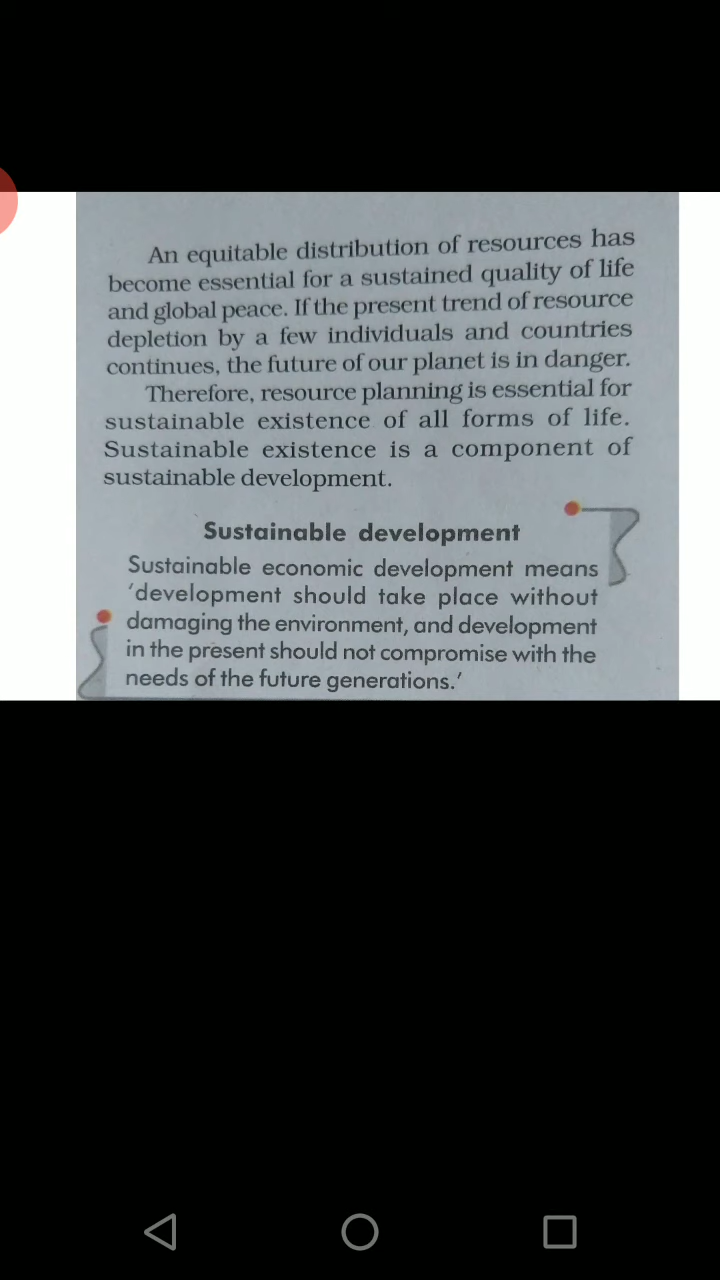 An equitable distribution of resources has
become essential for a sustained quality of life
and global peace. If the present trend of resource
depletion by a few individuals and countries
continues, the future of our planet is in danger.
Therefore, resource planning is essential for
sustainable existence of all forms of life.
Sustainable existence is a component of
sustainable development.
Sustainable development
Sustainable economic development means
‘development should take place without
damaging the environment, and development
in the present should not compromise with the
needs of the future generations.’